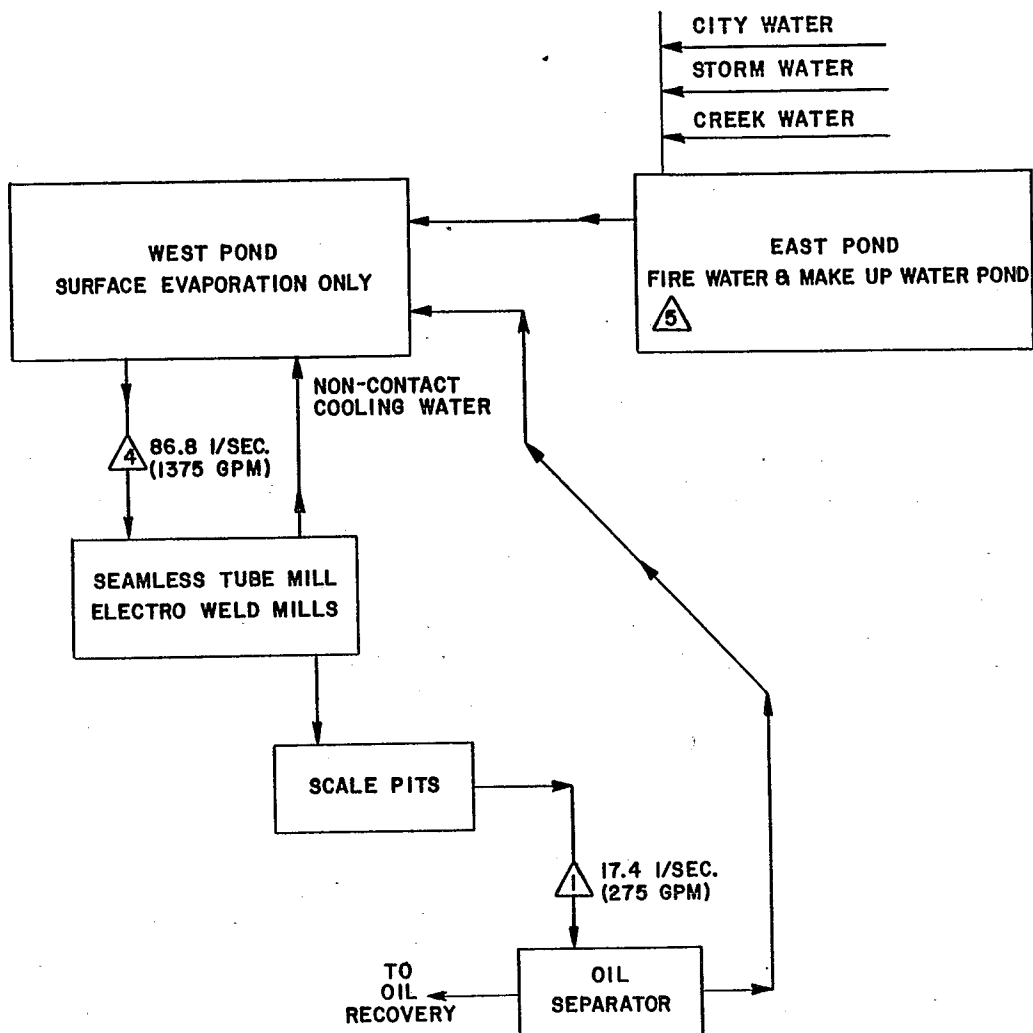 CITY WATER
STORM WATER
CREEK WATER
WEST POND
SURFACE EVAPORATION ONLY
EAST POND
FIRE WATER & MAKE UP WATER POND
5
NON-CONTACT
COOLING WATER
4
86.8 l/SEC.
(1375 GPM)
SEAMLESS TUBE MILL
ELECTRO WELD MILLS
SCALE PITS
1
17.4 l/SEC.
(275 GPM)
TO
OIL
RECOVERY
OIL
SEPARATOR